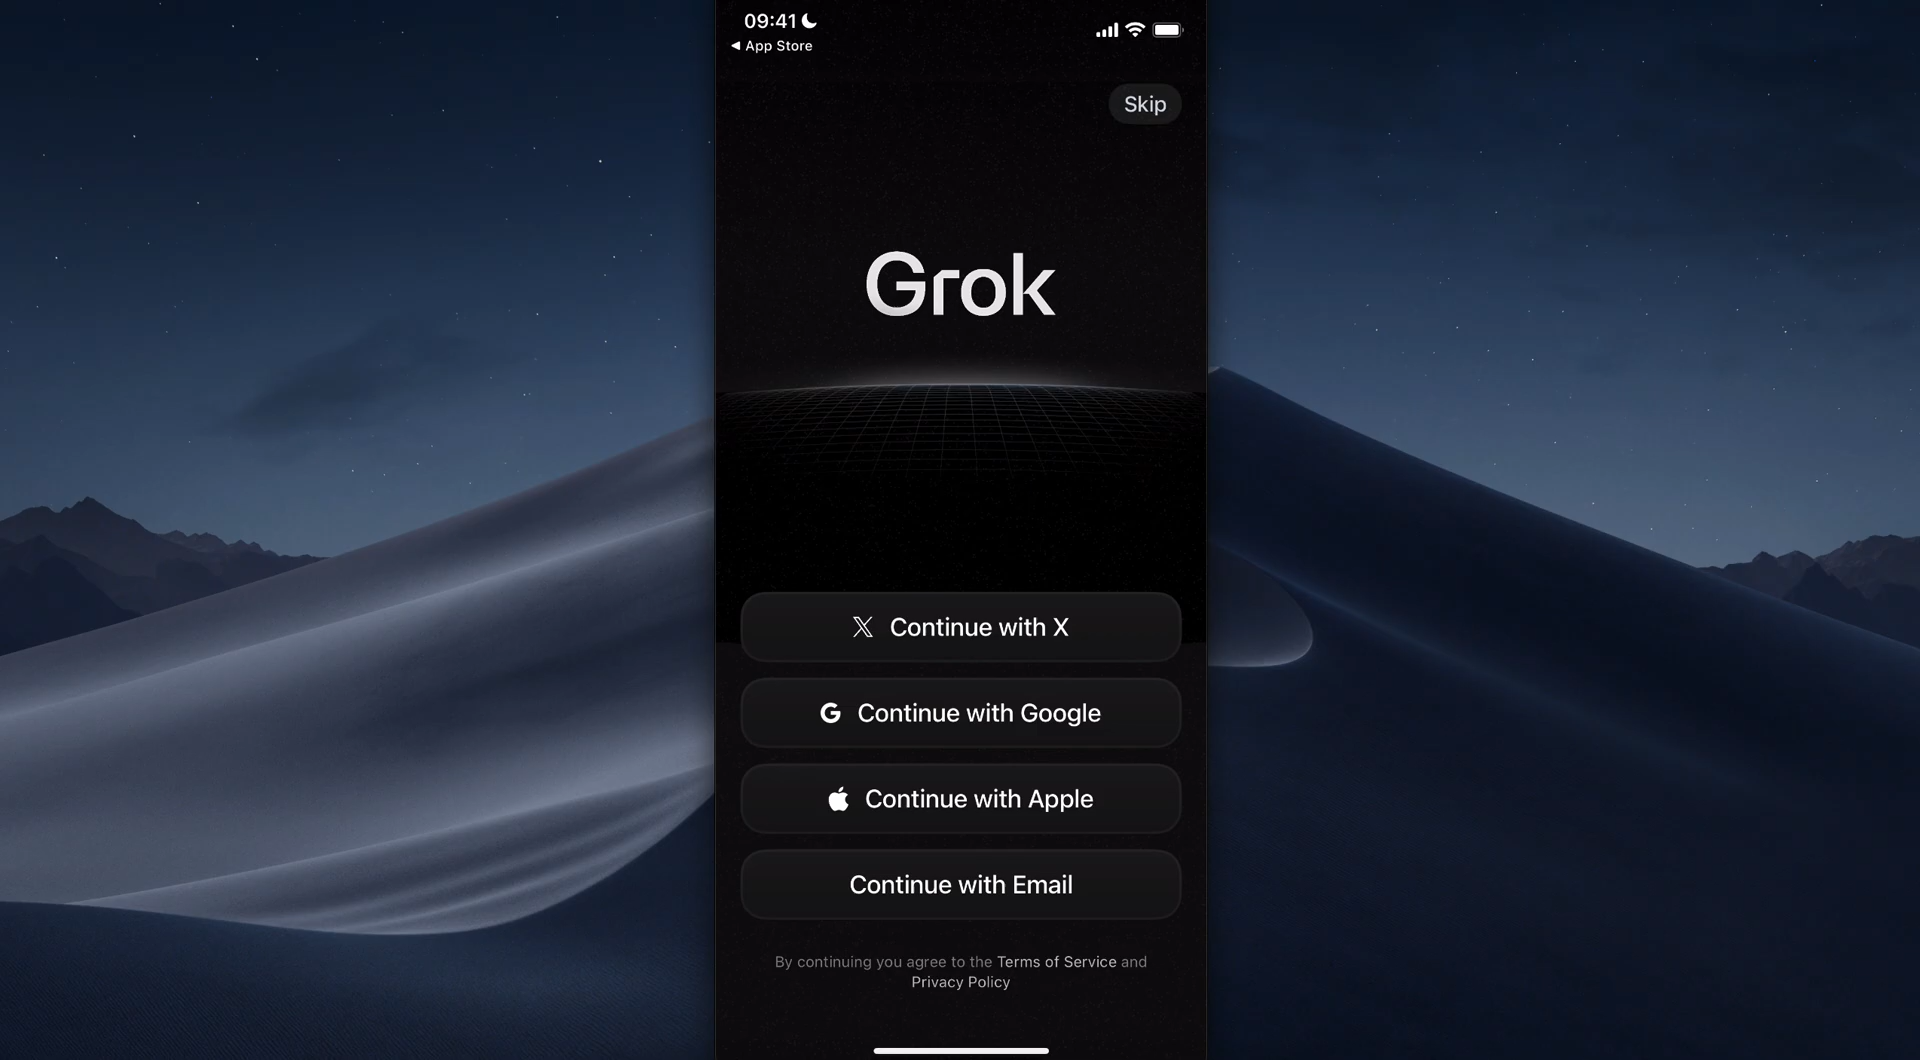 09:41
◀ App Store
Skip
Grok
Continue with X
Continue with Google
Continue with Apple
Continue with Email
By continuing you agree to the Terms of Service and
Privacy Policy